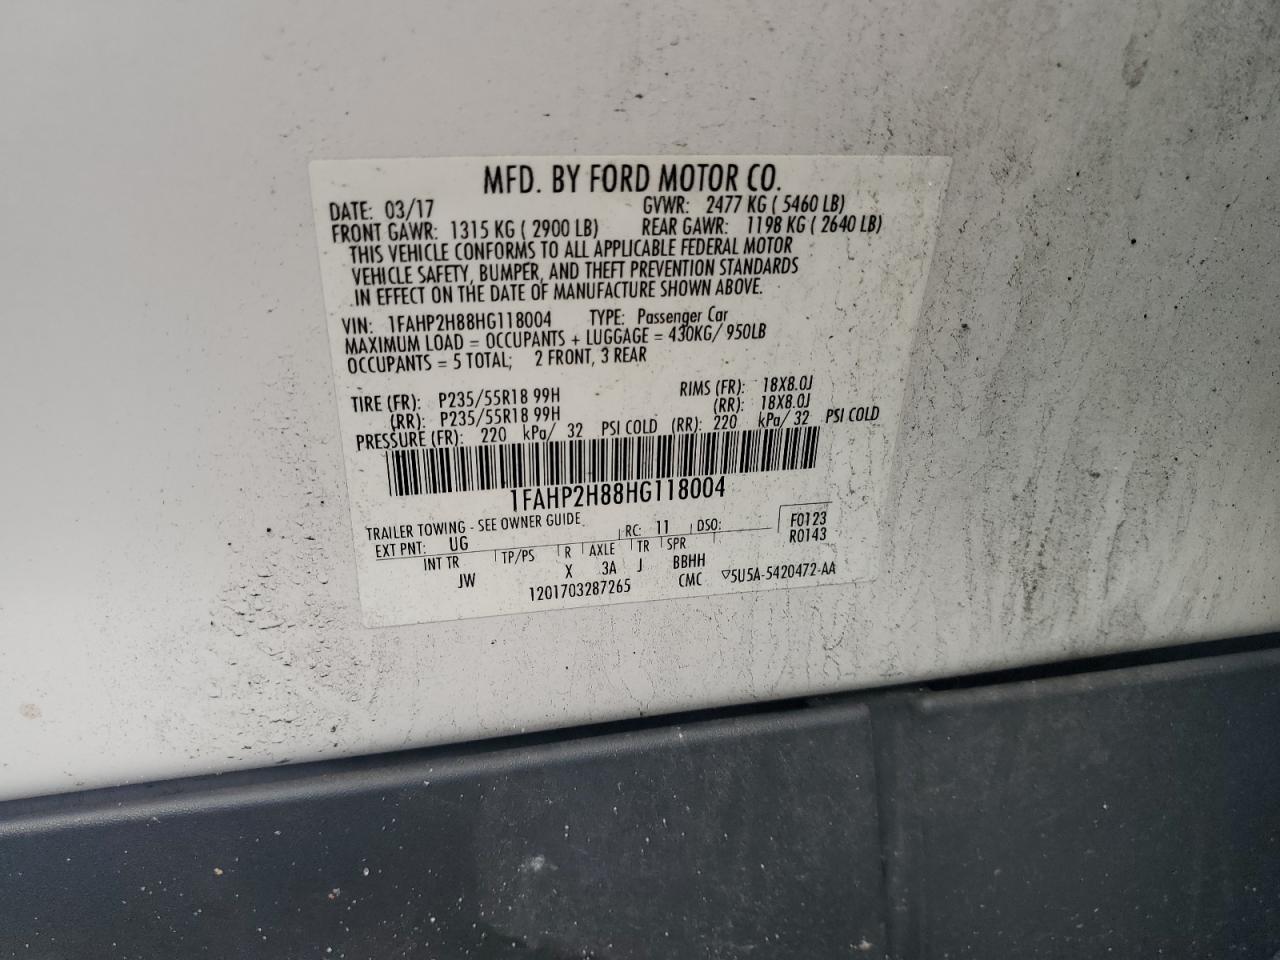 MFD. BY FORD MOTOR CO.
DATE: 03/17 GVWR: 2477 KG ( 5460 LB)
FRONT GAWR: 1315 KG ( 2900 LB) REAR GAWR: 1198 KG ( 2640 LB)
THIS VEHICLE CONFORMS TO ALL APPLICABLE FEDERAL MOTOR
VEHICLE SAFETY, BUMPER, AND THEFT PREVENTION STANDARDS
IN EFFECT ON THE DATE OF MANUFACTURE SHOWN ABOVE.
VIN: 1FAHP2H88HG118004 TYPE: Passenger Car
MAXIMUM LOAD = OCCUPANTS + LUGGAGE = 430KG/ 950LB
OCCUPANTS = 5 TOTAL; 2 FRONT, 3 REAR
TIRE (FR): P235/55R18 99H RIMS (FR): 18X8.0J
(RR): P235/55R18 99H (RR): 18X8.0J
PRESSURE (FR): 220 kPa/ 32 PSI COLD (RR): 220 kPa/ 32 PSI COLD
1FAHP2H88HG118004
TRAILER TOWING - SEE OWNER GUIDE RC: 11 DSO: F0123
EXT PNT: UG R0143
INT TR TP/PS R AXLE TR SPR
JW X 3A J BBHH
1201703287265 CMC ▽5U5A-5420472-AA